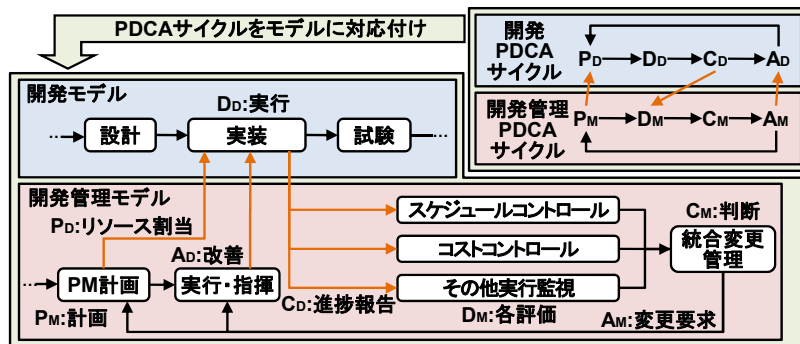 PDCAサイクルをモデルに対応付け
開発
PDCA
サイクル
PD DD CD AD
開発管理
PDCA
サイクル
PM DM CM AM
開発モデル
DD:実行
… 設計 実装 試験 …
開発管理モデル
PD:リソース割当
スケジュールコントロール
CM:判断
AD:改善
コストコントロール
統合変更
管理
… PM計画 実行・指揮
その他実行監視
CD:進捗報告
PM:計画
DM:各評価
AM:変更要求